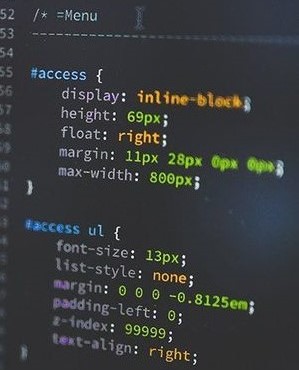 52 /* =Menu
53 --------------------------------
54
55 #access {
56 display: inline-block;
57 height: 69px;
58 float: right;
59 margin: 11px 28px 0px 0px;
60 max-width: 800px;
61 }
#access ul {
font-size: 13px;
list-style: none;
margin: 0 0 0 -0.8125em;
padding-left: 0;
z-index: 99999;
text-align: right;
}